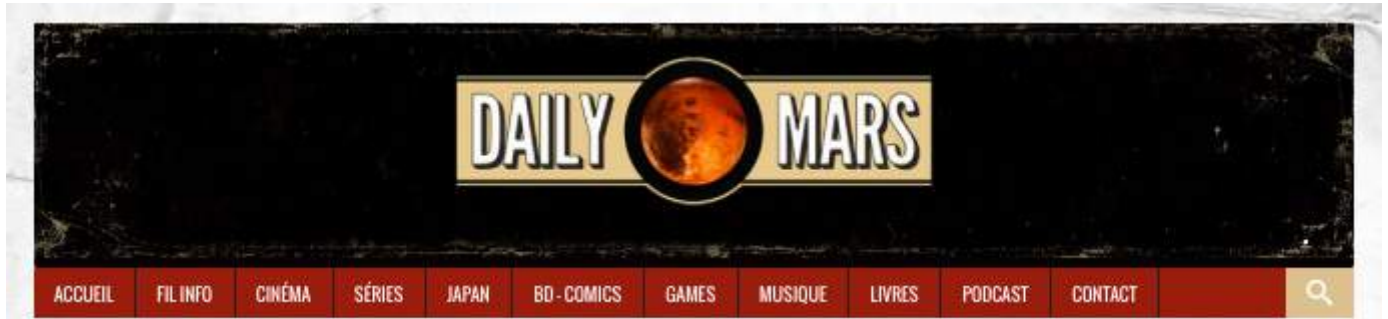 DAILY MARS
ACCUEIL FIL INFO CINÉMA SÉRIES JAPAN BD - COMICS GAMES MUSIQUE LIVRES PODCAST CONTACT